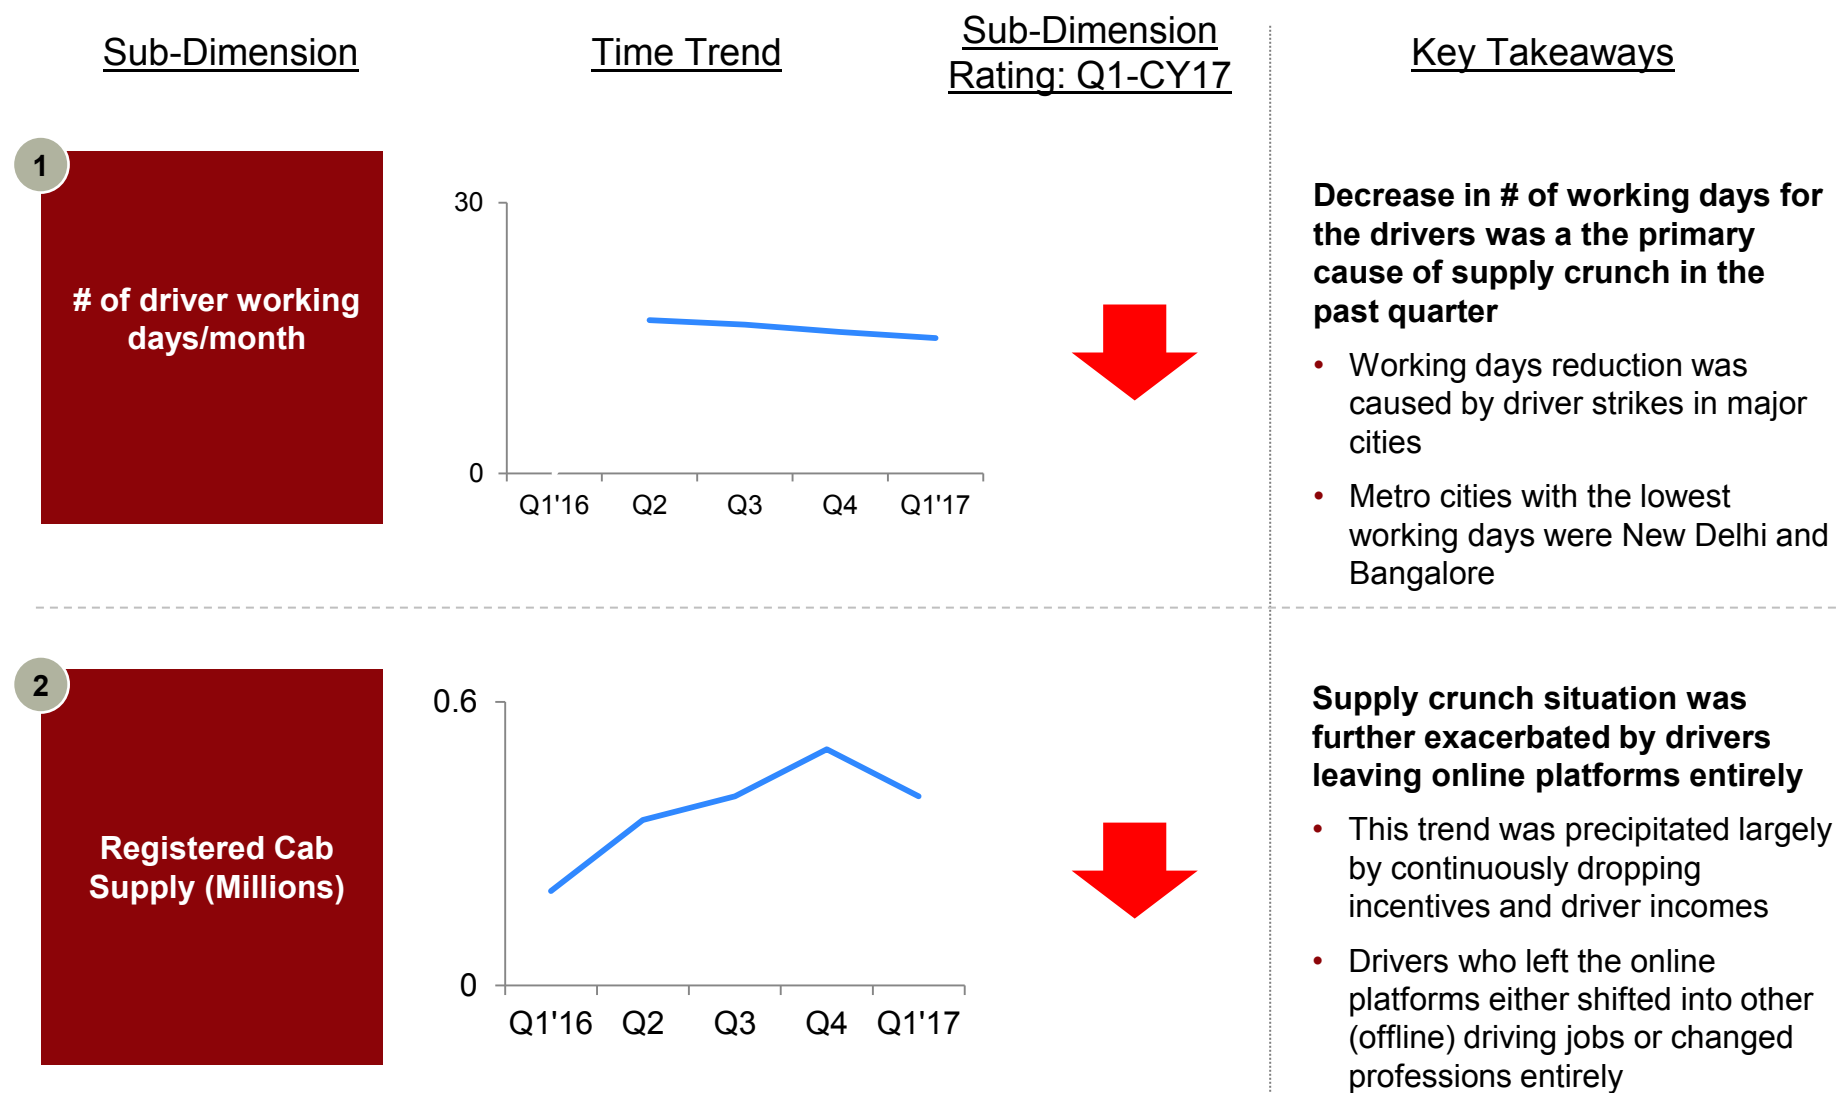 Sub-Dimension
Time Trend
Sub-Dimension
Rating: Q1-CY17
Key Takeaways
1
# of driver working
days/month
30
0
Q1'16
Q2
Q3
Q4
Q1'17
Decrease in # of working days for
the drivers was a the primary
cause of supply crunch in the
past quarter
• Working days reduction was
caused by driver strikes in major
cities
• Metro cities with the lowest
working days were New Delhi and
Bangalore
2
Registered Cab
Supply (Millions)
0.6
0
Q1'16
Q2
Q3
Q4
Q1'17
Supply crunch situation was
further exacerbated by drivers
leaving online platforms entirely
• This trend was precipitated largely
by continuously dropping
incentives and driver incomes
• Drivers who left the online
platforms either shifted into other
(offline) driving jobs or changed
professions entirely